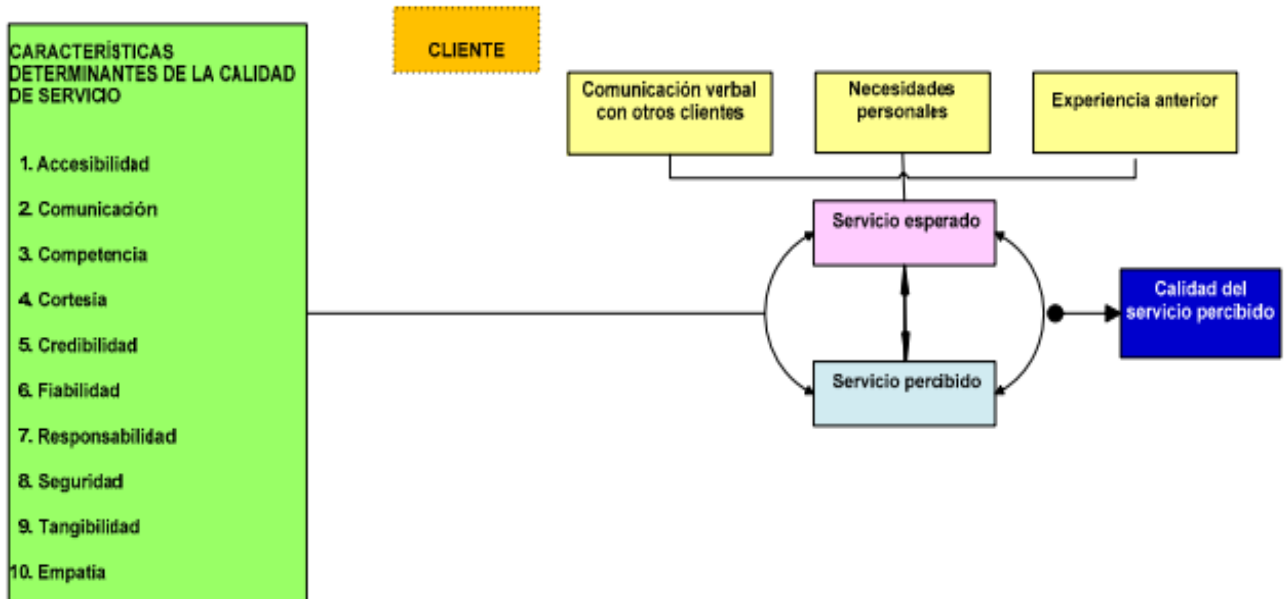 CARACTERÍSTICAS
DETERMINANTES DE LA CALIDAD
DE SERVICIO
1. Accesibilidad
2. Comunicación
3. Competencia
4. Cortesía
5. Credibilidad
6. Fiabilidad
7. Responsabilidad
8. Seguridad
9. Tangibilidad
10. Empatía
CLIENTE
Comunicación verbal
con otros clientes
Necesidades
personales
Experiencia anterior
Servicio esperado
Servicio percibido
Calidad del
servicio percibido